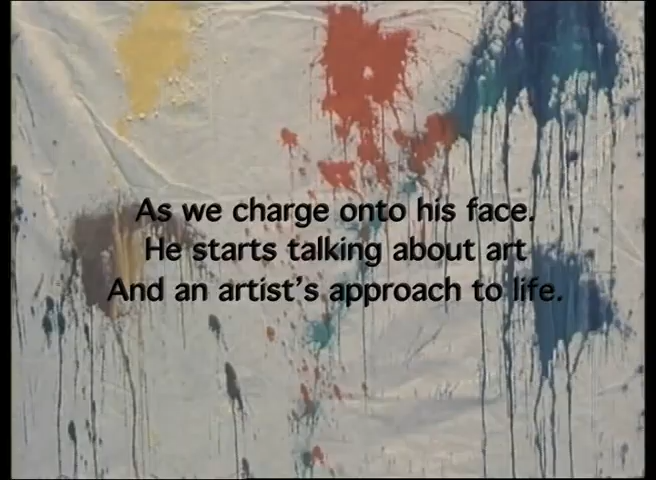 As we charge onto his face.
He starts talking about art
And an artist's approach to life.